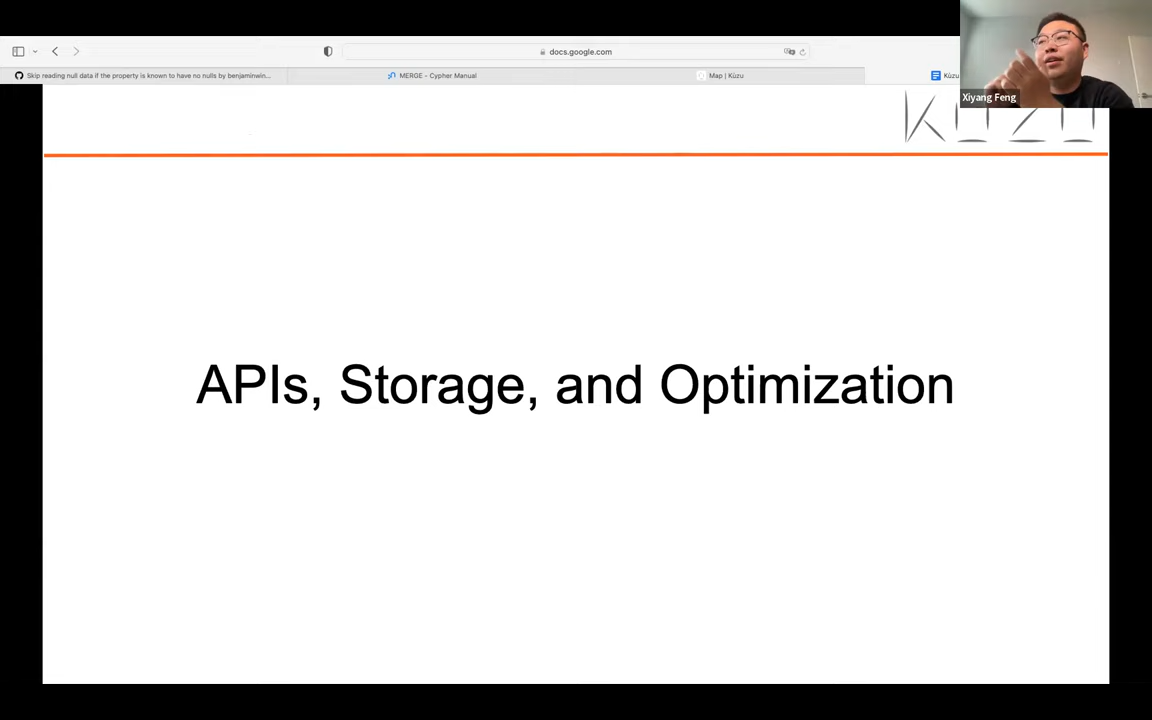 docs.google.com
Skip reading null data if the property is known to have no nulls by benjaminwin...
MERGE - Cypher Manual
Map | Kùzu
Kùzu
Xiyang Feng
APIs, Storage, and Optimization